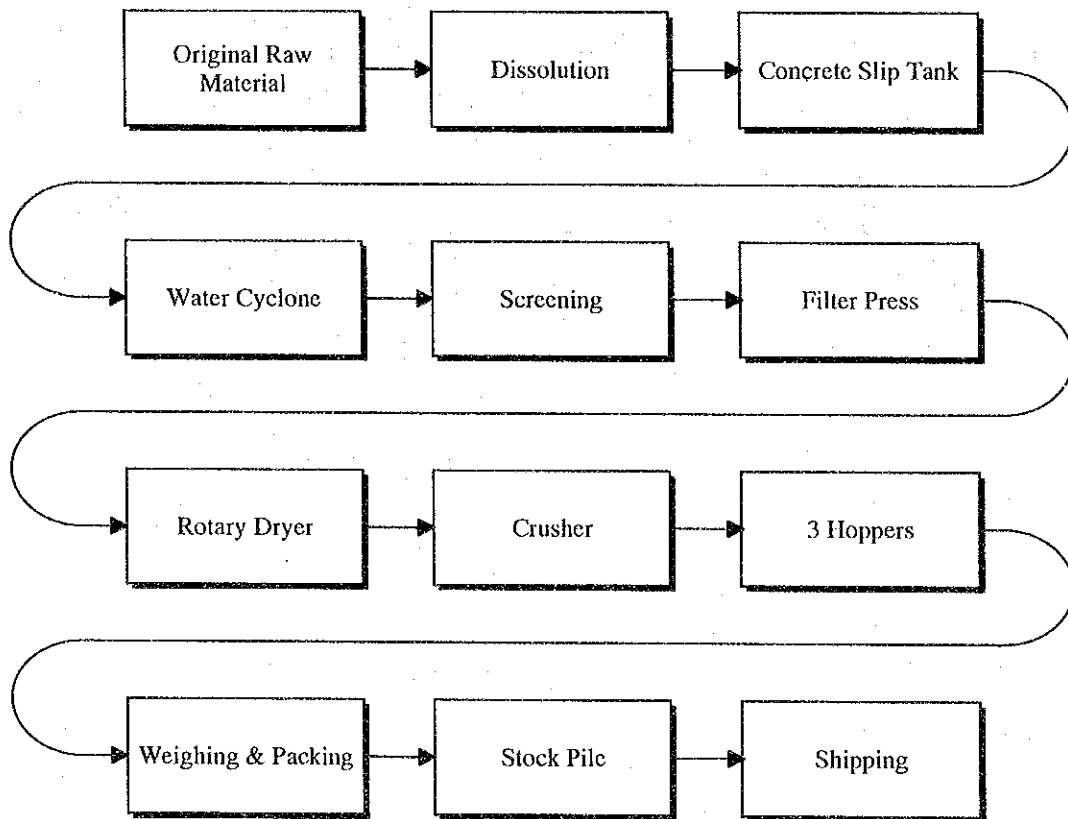 Original Raw
Material
Dissolution
Concrete Slip Tank
Water Cyclone
Screening
Filter Press
Rotary Dryer
Crusher
3 Hoppers
Weighing & Packing
Stock Pile
Shipping